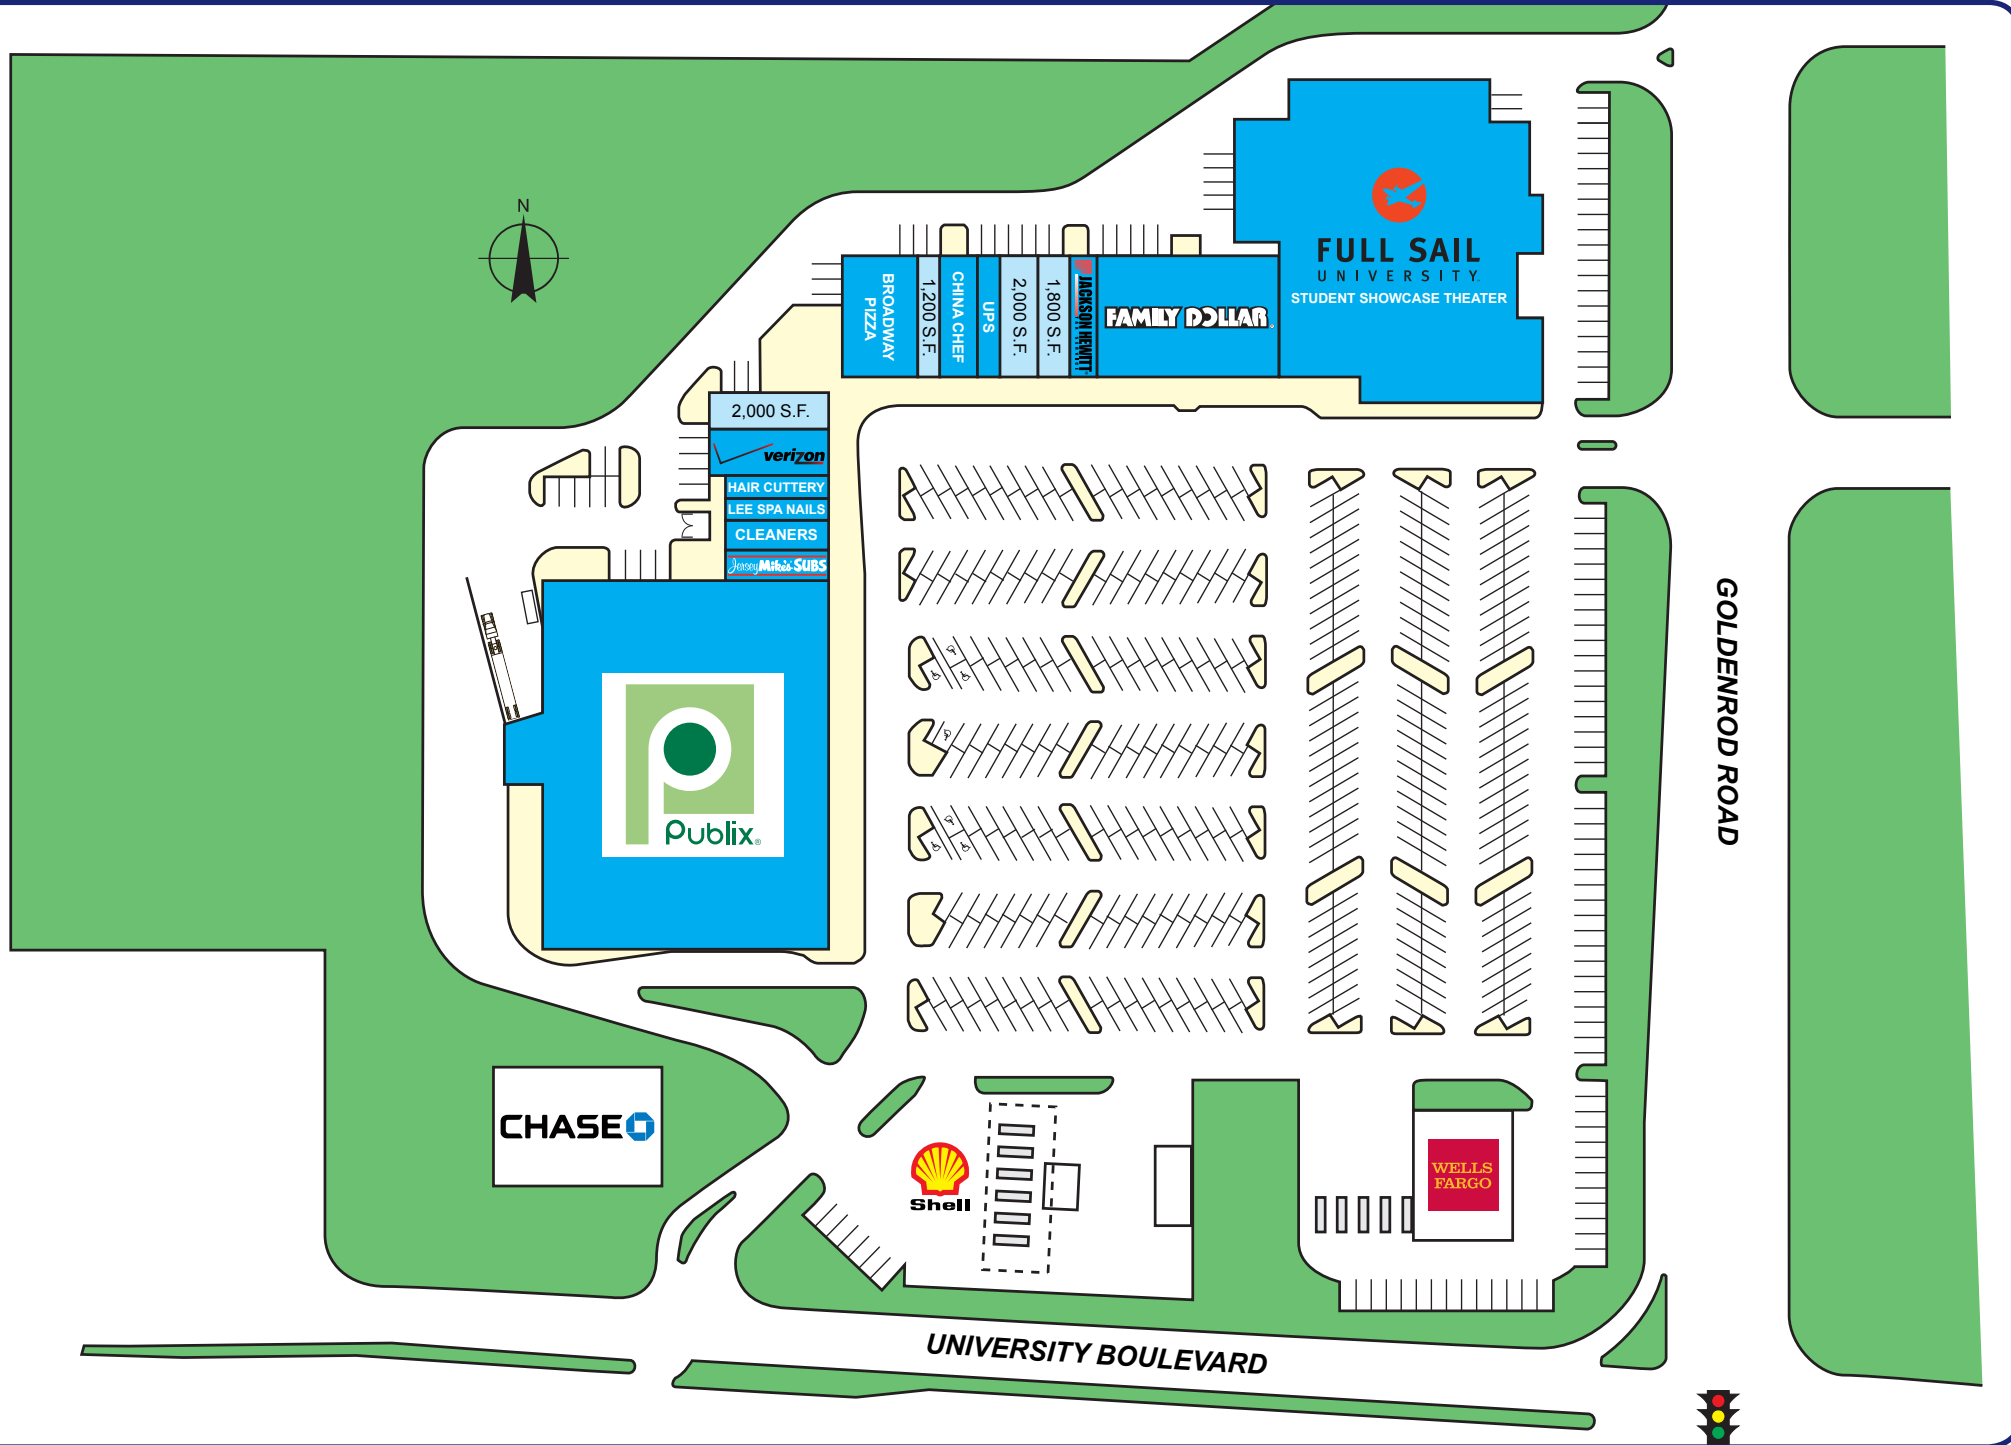 N
FULL SAIL
UNIVERSITY
STUDENT SHOWCASE THEATER
BROADWAY
PIZZA
1,200 S.F.
CHINA CHEF
UPS
2,000 S.F.
1,800 S.F.
JACKSON HEWITT
FAMILY DOLLAR
2,000 S.F.
verizon
HAIR CUTTERY
LEE SPA NAILS
CLEANERS
Jersey Mike's SUBS
Publix®
GOLDENROD ROAD
CHASE
Shell
WELLS
FARGO
UNIVERSITY BOULEVARD